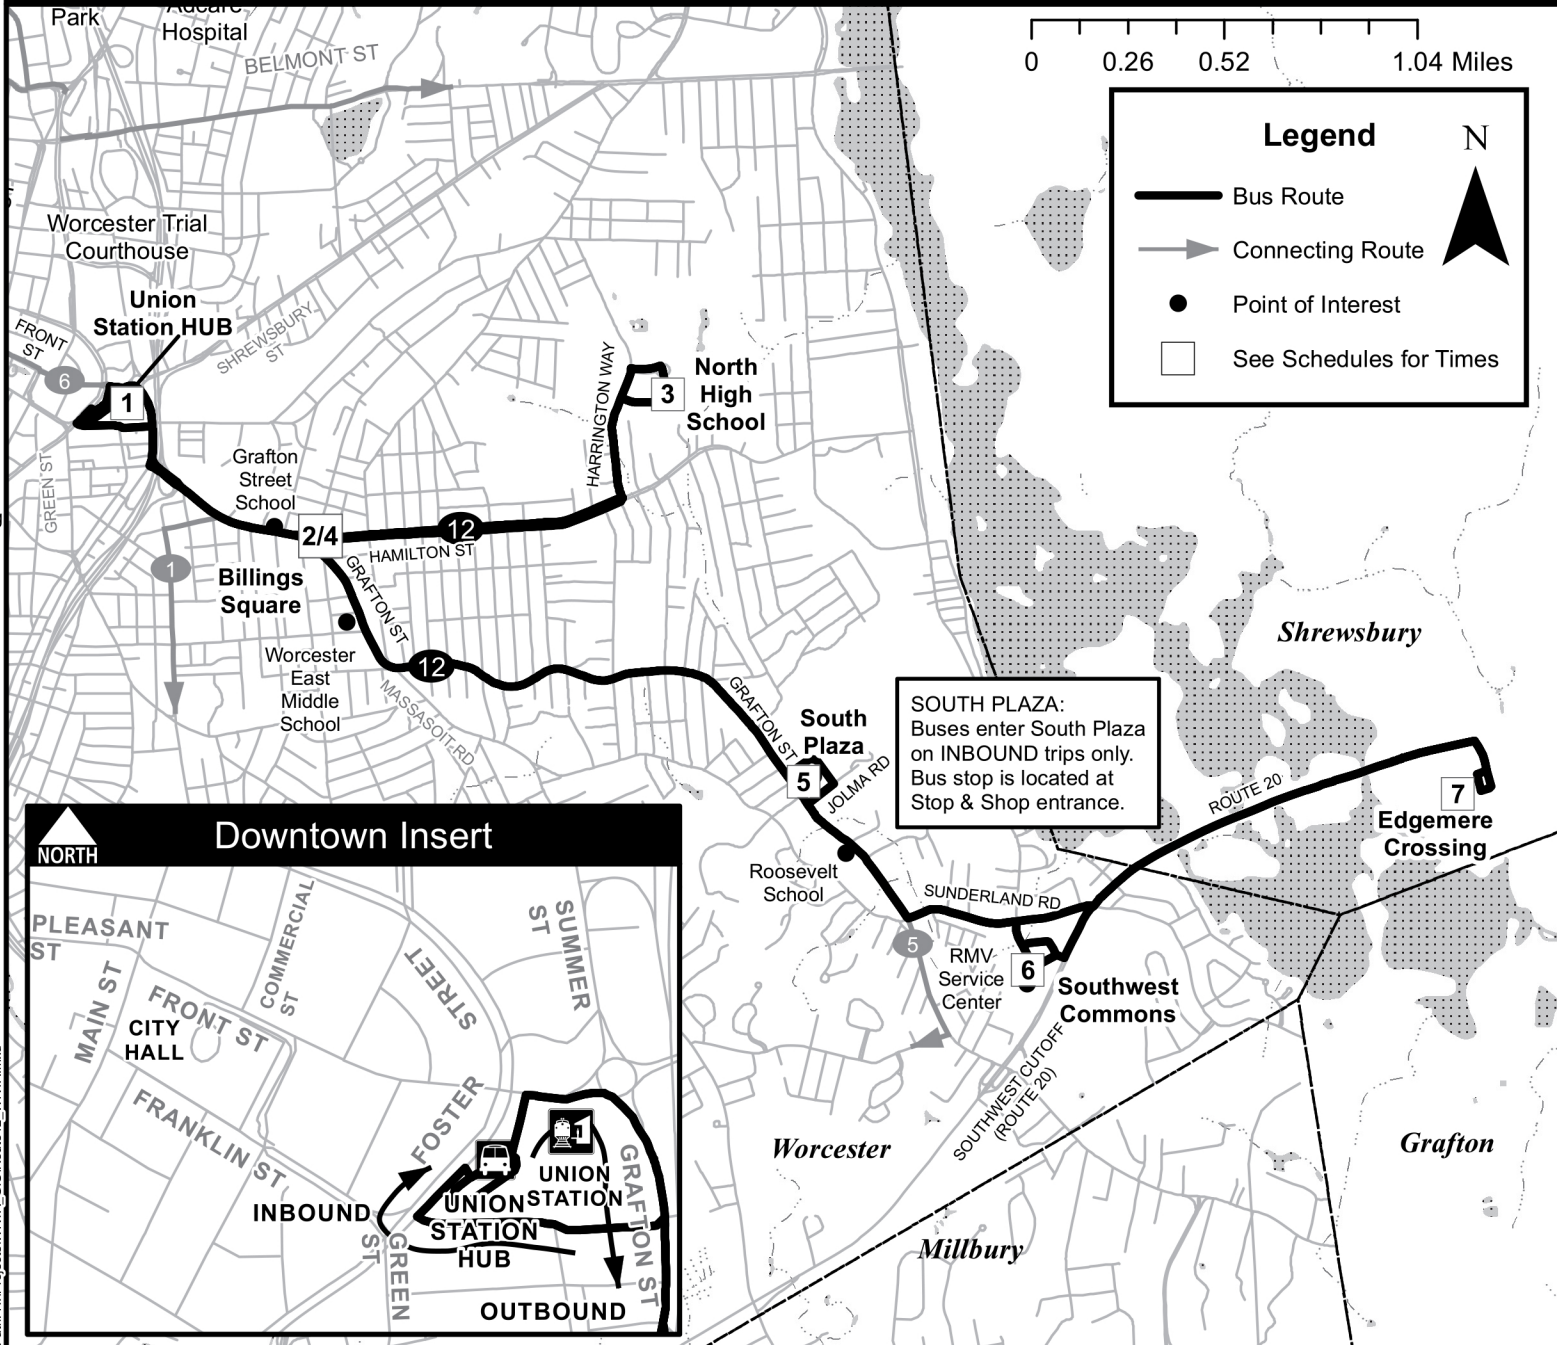 Park
Adcare
Hospital
BELMONT ST
0
0.26
0.52
1.04 Miles
Legend
N
Bus Route
Connecting Route
Point of Interest
See Schedules for Times
Worcester Trial
Courthouse
Union
Station HUB
FRONT
ST
SHREWSBURY
ST
6
1
GREEN ST
HARRINGTON WAY
3
North
High
School
Grafton
Street
School
2/4
12
HAMILTON ST
1
Billings
Square
GRAFTON ST
Worcester
East
Middle
School
12
MASSASOIT RD
GRAFTON ST
South
Plaza
5
JOLMA RD
SOUTH PLAZA:
Buses enter South Plaza
on INBOUND trips only.
Bus stop is located at
Stop & Shop entrance.
Shrewsbury
ROUTE 20
7
Edgemere
Crossing
Roosevelt
School
SUNDERLAND RD
5
RMV
Service
Center
6
Southwest
Commons
SOUTHWEST CUTOFF
(ROUTE 20)
Worcester
Millbury
Grafton
NORTH
Downtown Insert
PLEASANT
ST
MAIN ST
COMMERCIAL
ST
FRONT ST
CITY
HALL
STREET
SUMMER
ST
FRANKLIN ST
FOSTER
INBOUND
UNION
STATION
HUB
UNION
STATION
GRAFTON ST
GREEN
ST
OUTBOUND